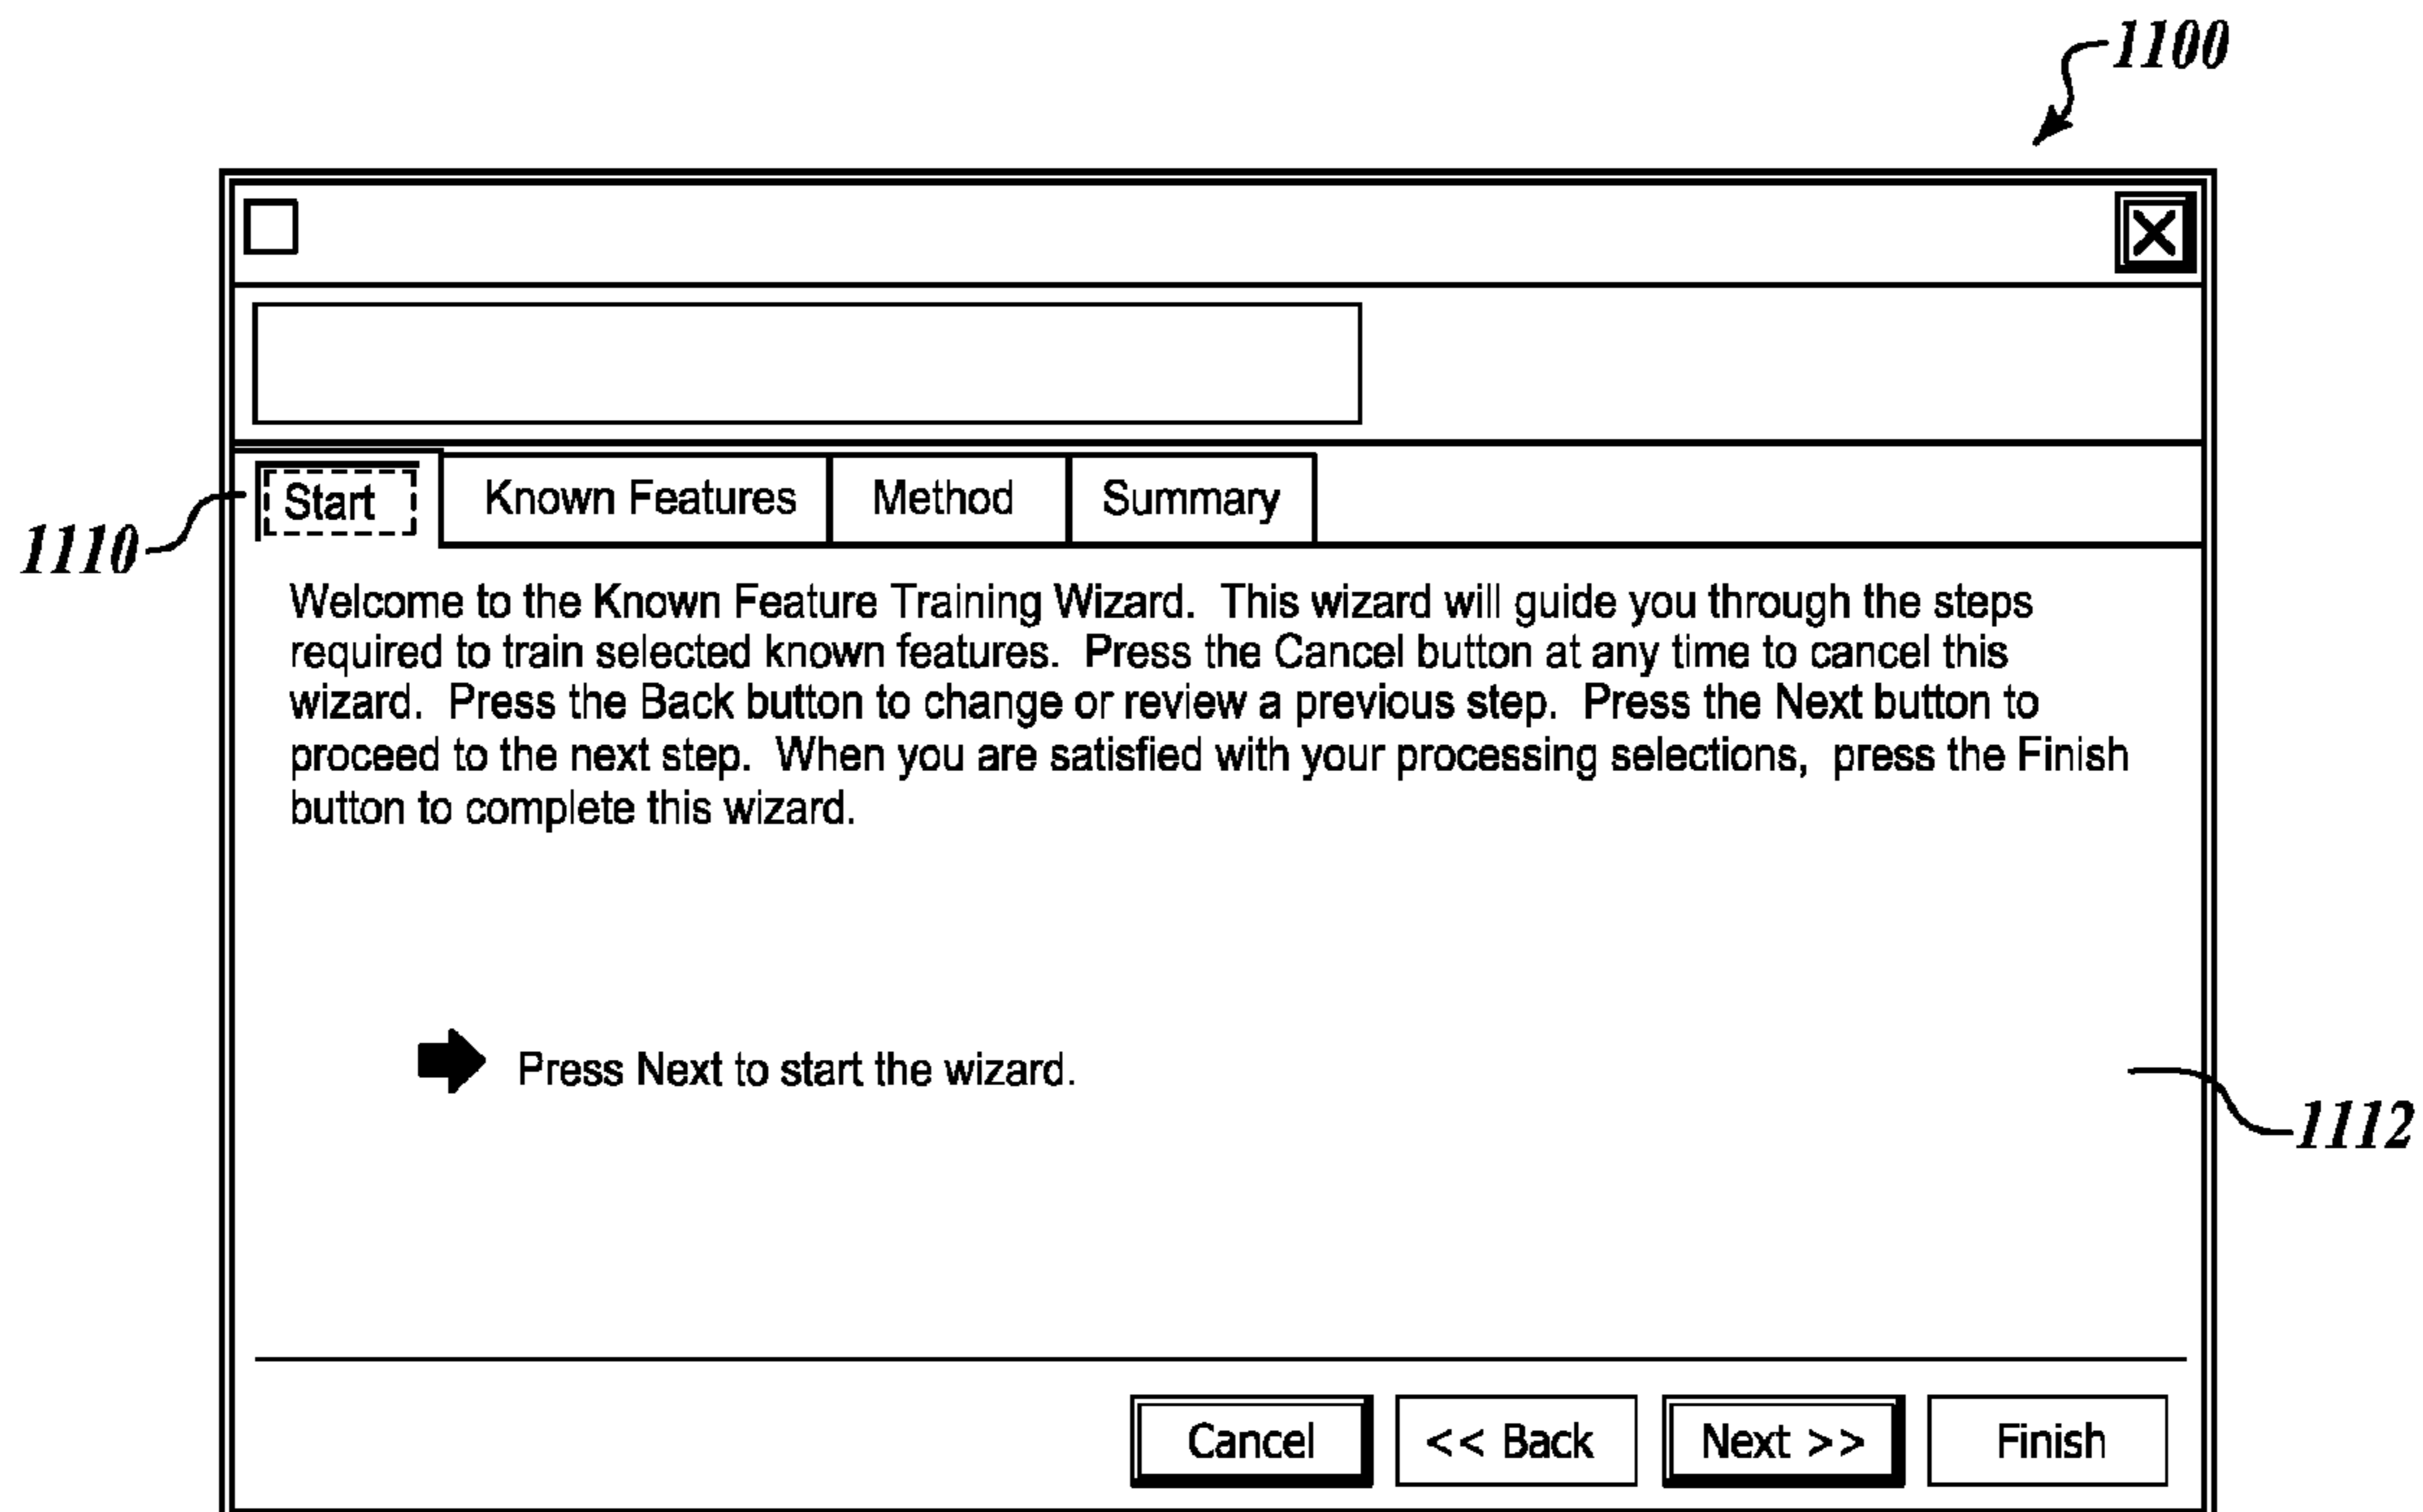 1100
Start Known Features Method Summary
1110
Welcome to the Known Feature Training Wizard. This wizard will guide you through the steps
required to train selected known features. Press the Cancel button at any time to cancel this
wizard. Press the Back button to change or review a previous step. Press the Next button to
proceed to the next step. When you are satisfied with your processing selections, press the Finish
button to complete this wizard.
Press Next to start the wizard.
1112
Cancel << Back Next >> Finish